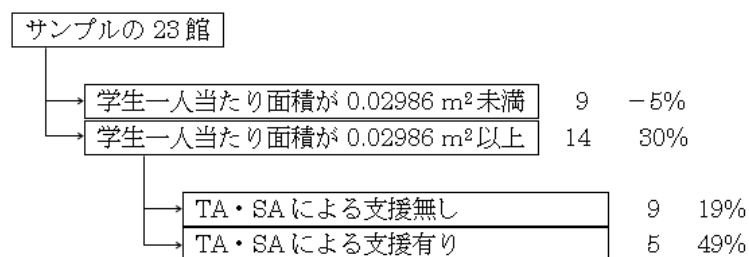 サンプルの 23 館
学生一人当たり面積が 0.02986 m²未満 9 －5%
学生一人当たり面積が 0.02986 m²以上 14 30%
TA・SA による支援無し 9 19%
TA・SA による支援有り 5 49%